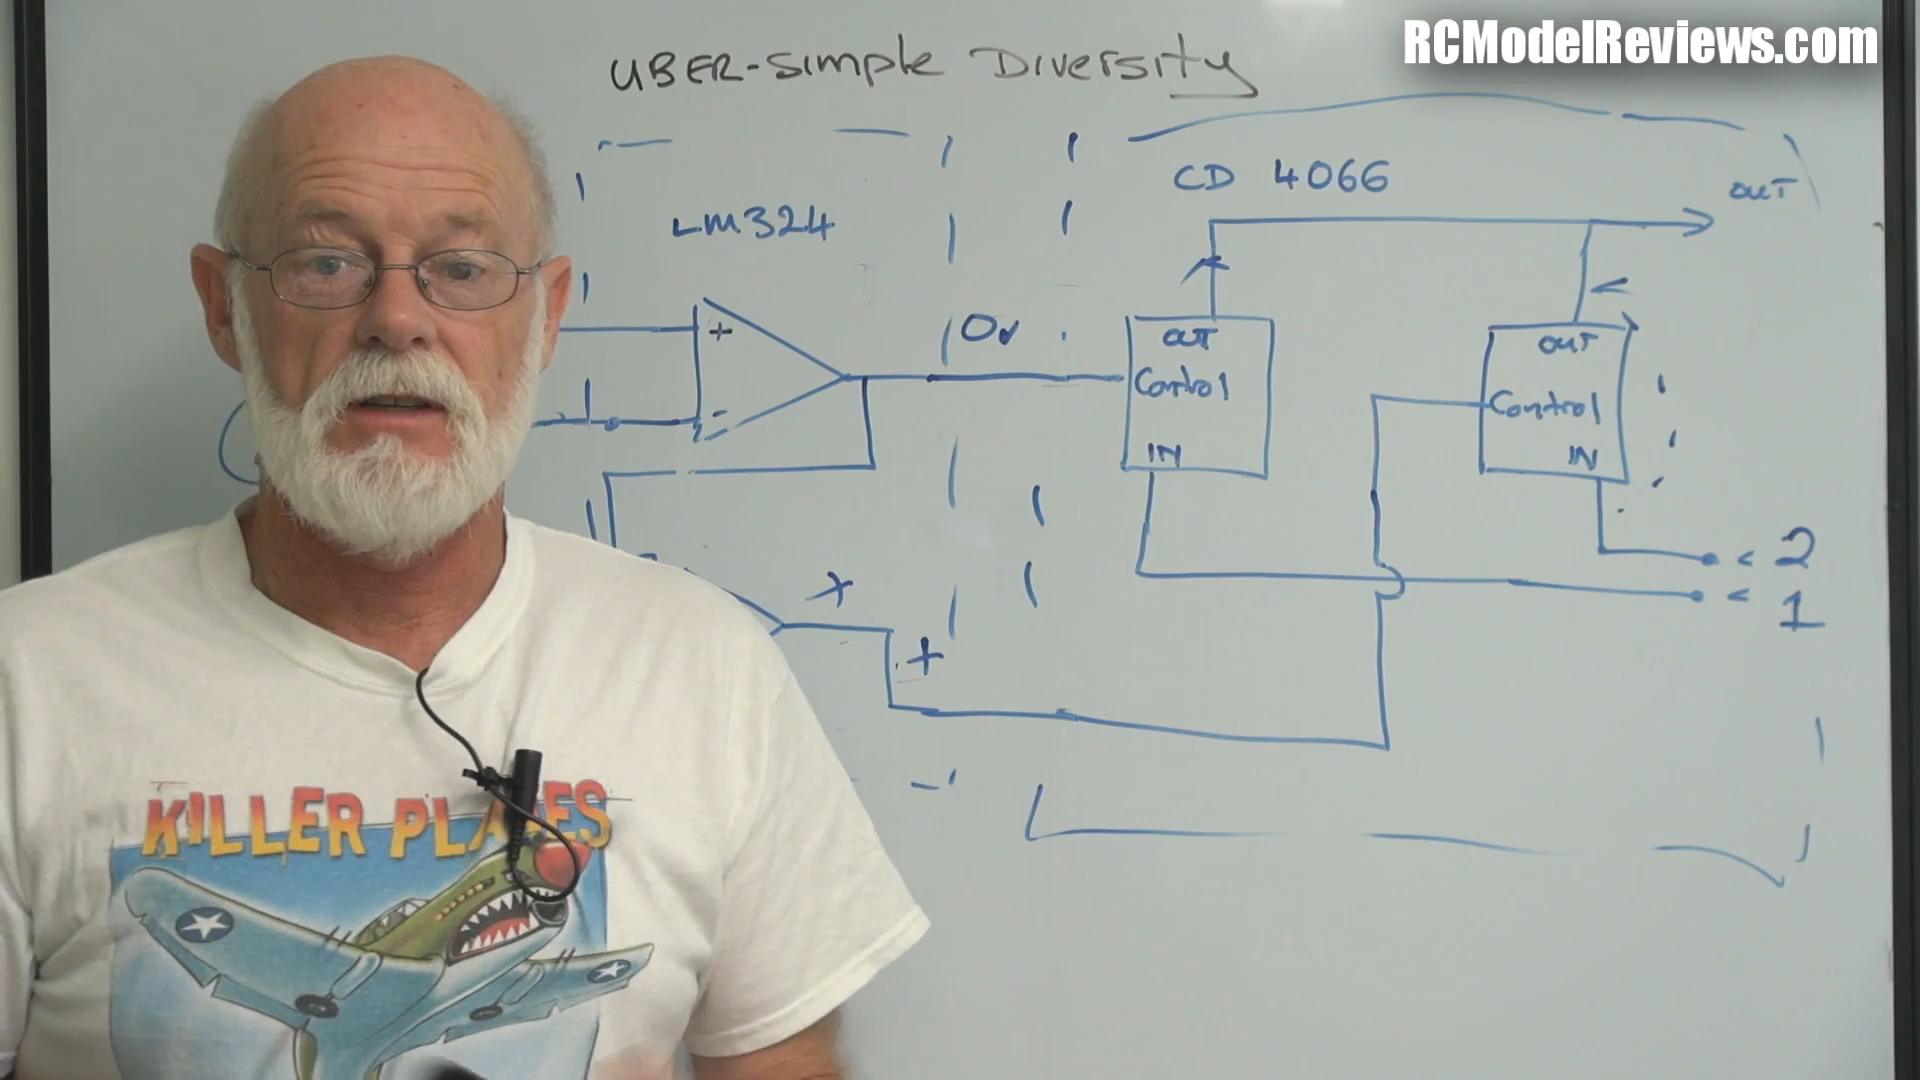 RCModelReviews.com
UBER-simple Diversity
CD 4066
OUT
LM324
+
0v
OUT
Control
IN
OUT
Control
IN
-
< 2
< 1
+
KILLER PLANES